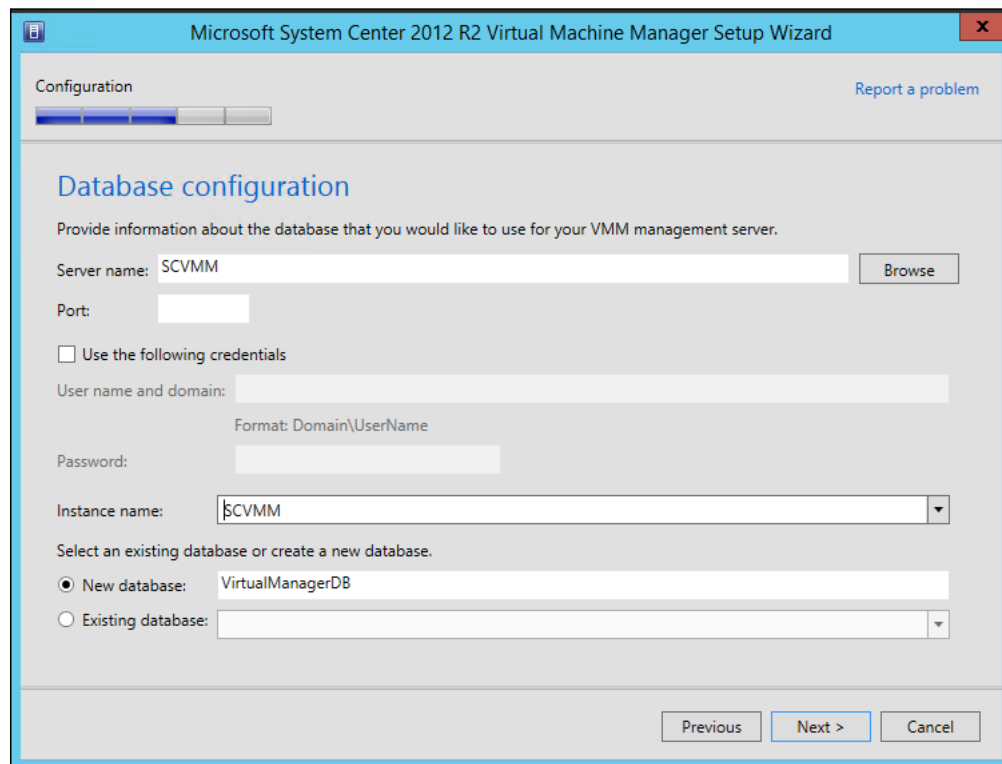 Microsoft System Center 2012 R2 Virtual Machine Manager Setup Wizard
x
Configuration
Report a problem
Database configuration
Provide information about the database that you would like to use for your VMM management server.
Server name: SCVMM Browse
Port:
Use the following credentials
User name and domain:
Format: Domain\UserName
Password:
Instance name: SCVMM
Select an existing database or create a new database.
New database: VirtualManagerDB
Existing database:
Previous Next > Cancel